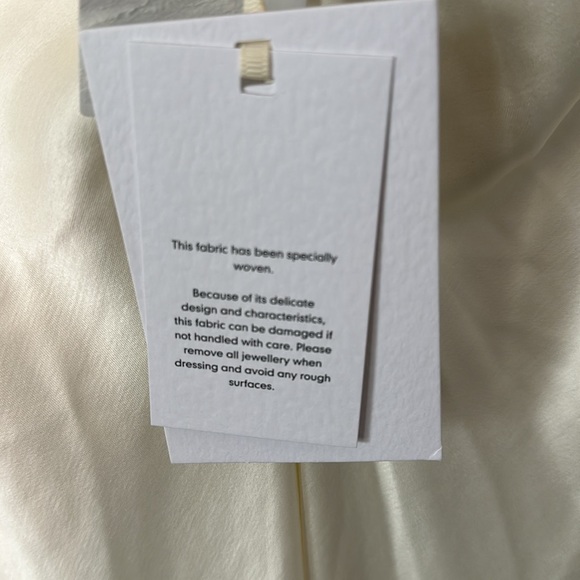 This fabric has been specially
woven.
Because of its delicate
design and characteristics,
this fabric can be damaged if
not handled with care. Please
remove all jewellery when
dressing and avoid any rough
surfaces.